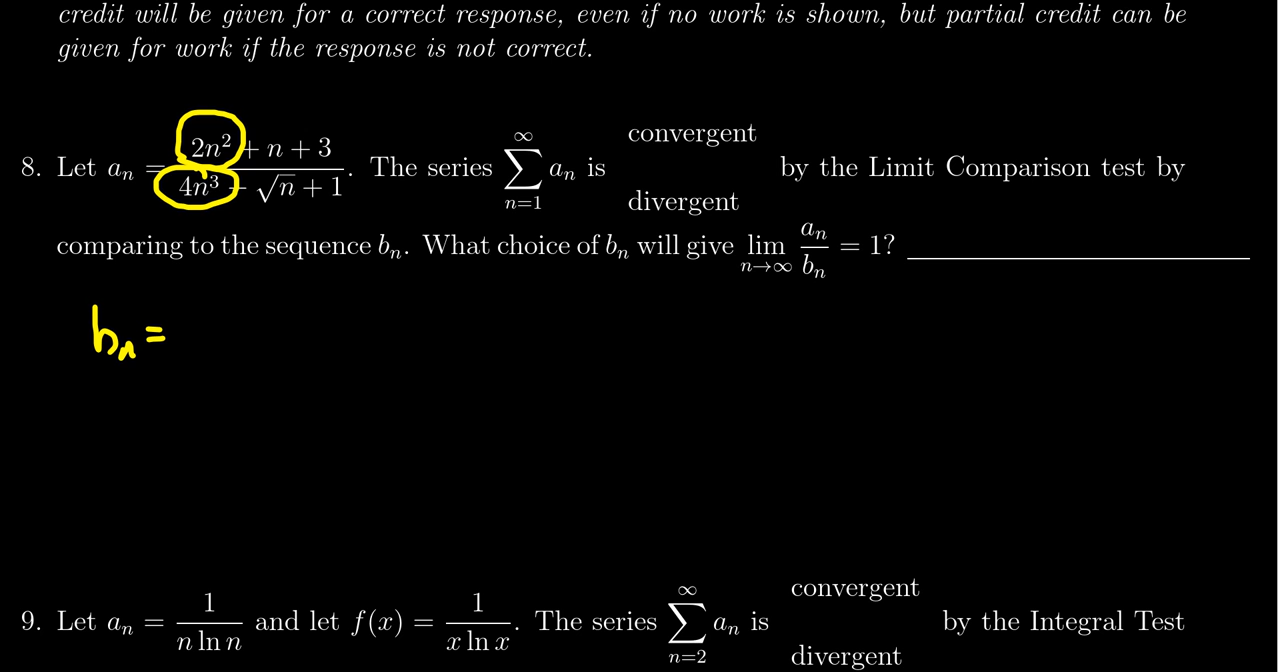 credit will be given for a correct response, even if no work is shown, but partial credit can be
given for work if the response is not correct.
8. Let aₙ = (2n² + n + 3)/(4n³ − √n + 1). The series ∑_{n=1}^{∞} aₙ is convergent divergent by the Limit Comparison test by
comparing to the sequence bₙ. What choice of bₙ will give lim_{n→∞} aₙ/bₙ = 1?
bₙ =
9. Let aₙ = 1/(n ln n) and let f(x) = 1/(x ln x). The series ∑_{n=2}^{∞} aₙ is convergent divergent by the Integral Test